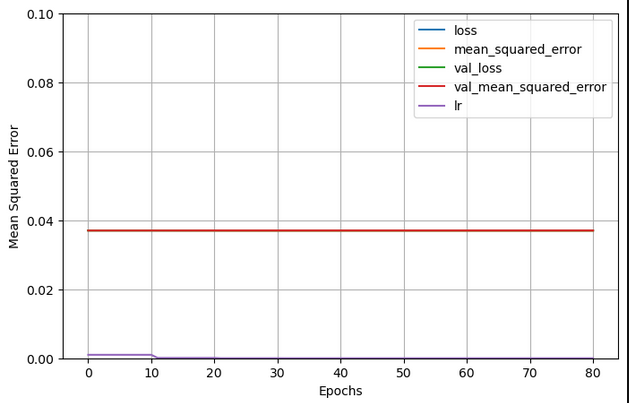 0.10
0.08
0.06
0.04
0.02
0.00
Mean Squared Error
loss
mean_squared_error
val_loss
val_mean_squared_error
lr
0 10 20 30 40 50 60 70 80
Epochs